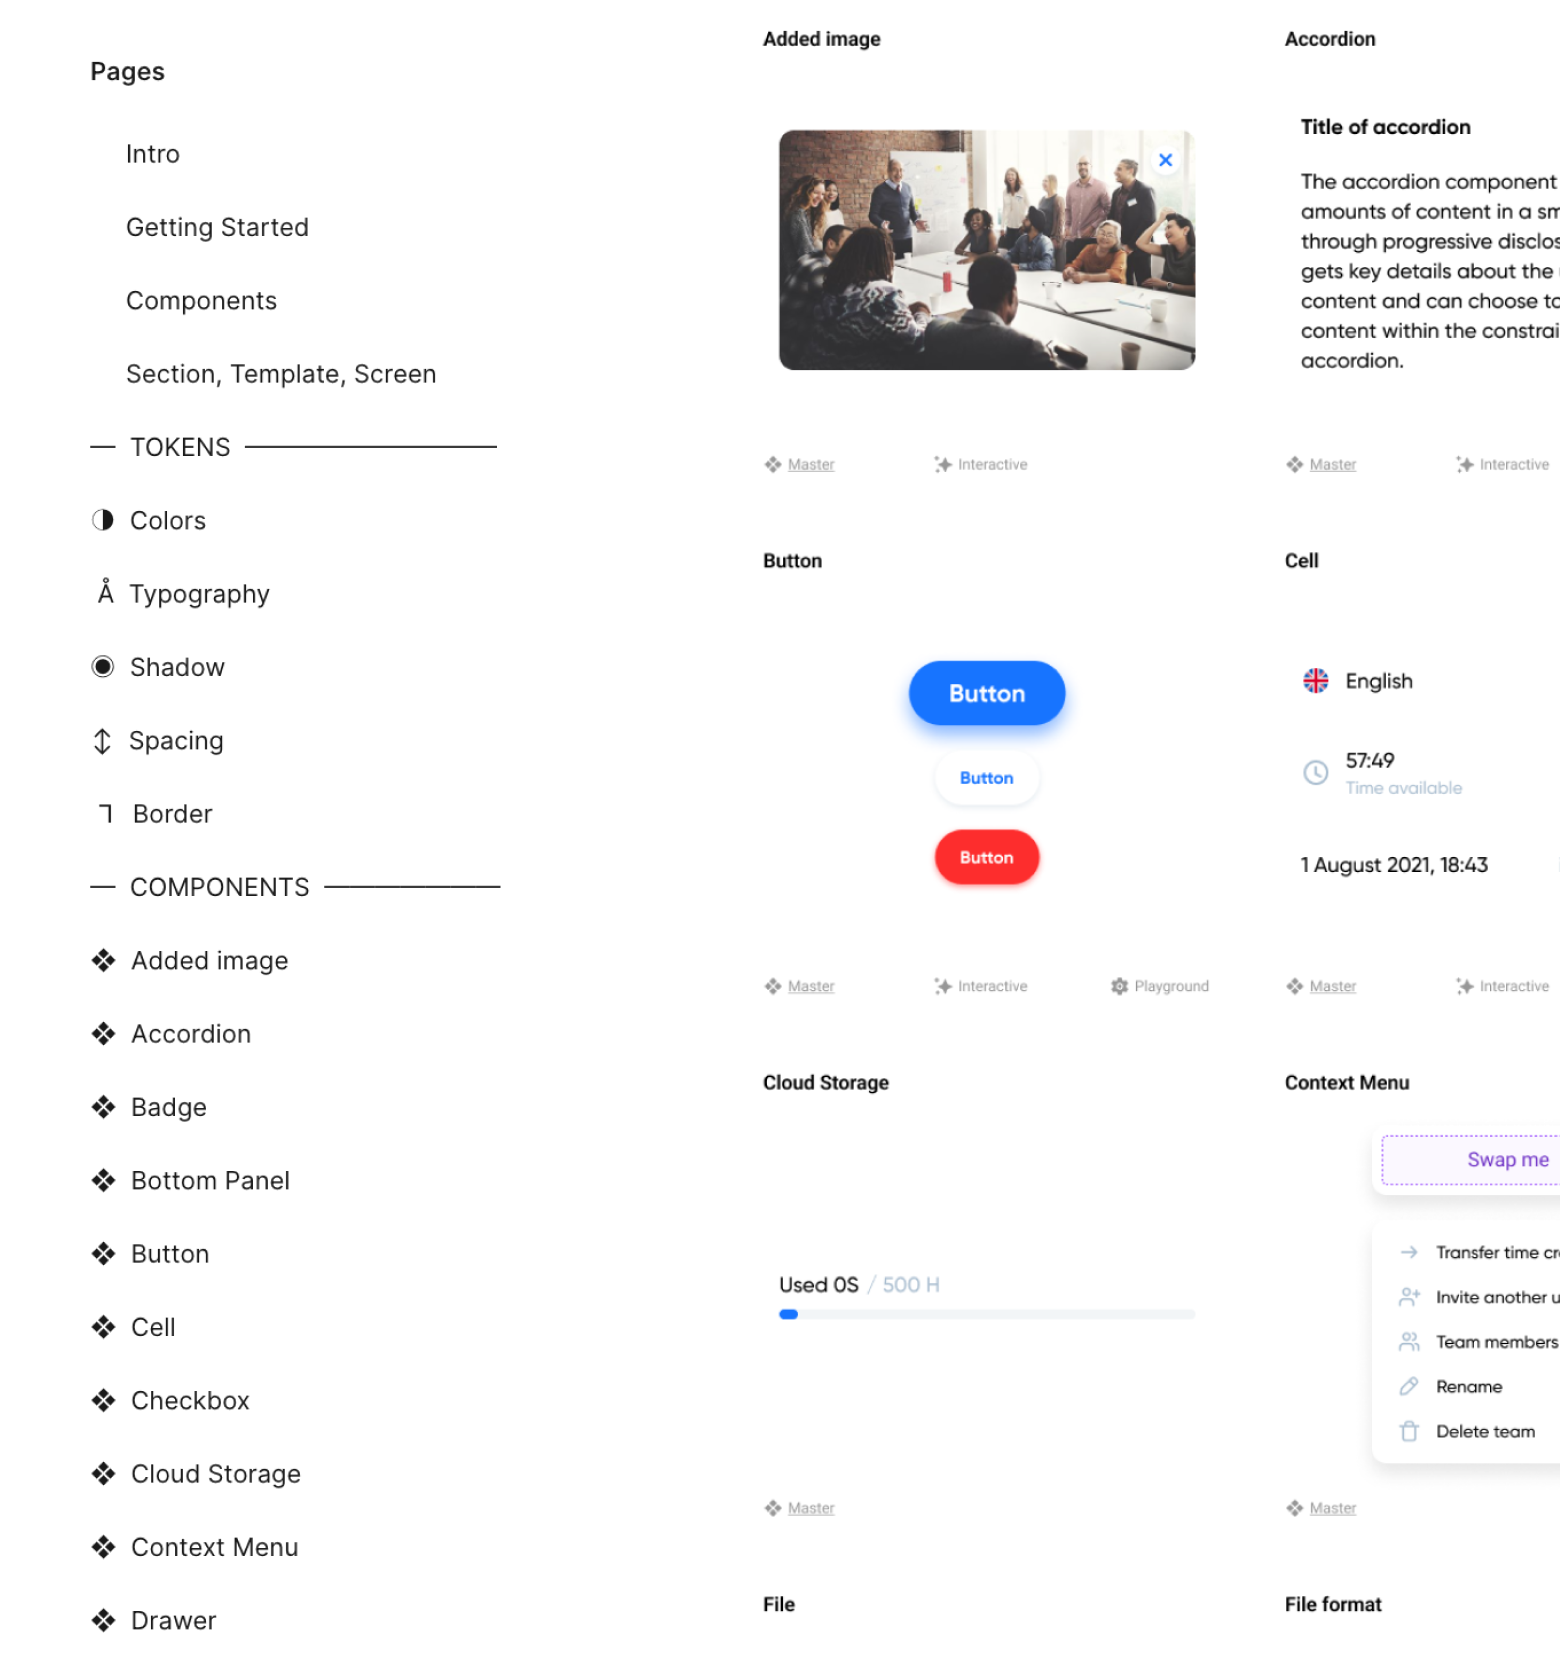 Pages
Intro
Getting Started
Components
Section, Template, Screen
— TOKENS ——————————
Colors
Å Typography
Shadow
Spacing
Border
— COMPONENTS ———————
Added image
Accordion
Badge
Bottom Panel
Button
Cell
Checkbox
Cloud Storage
Context Menu
Drawer
Added image
Master
Interactive
Accordion
Title of accordion
The accordion component
amounts of content in a sm
through progressive disclos
gets key details about the
content and can choose to
content within the constrai
accordion.
Master
Interactive
Button
Button
Button
Button
Master
Interactive
Playground
Cell
English
57:49
Time available
1 August 2021, 18:43
Master
Interactive
Cloud Storage
Used 0S / 500 H
Master
Context Menu
Swap me
Transfer time cr
Invite another u
Team members
Rename
Delete team
Master
File
File format